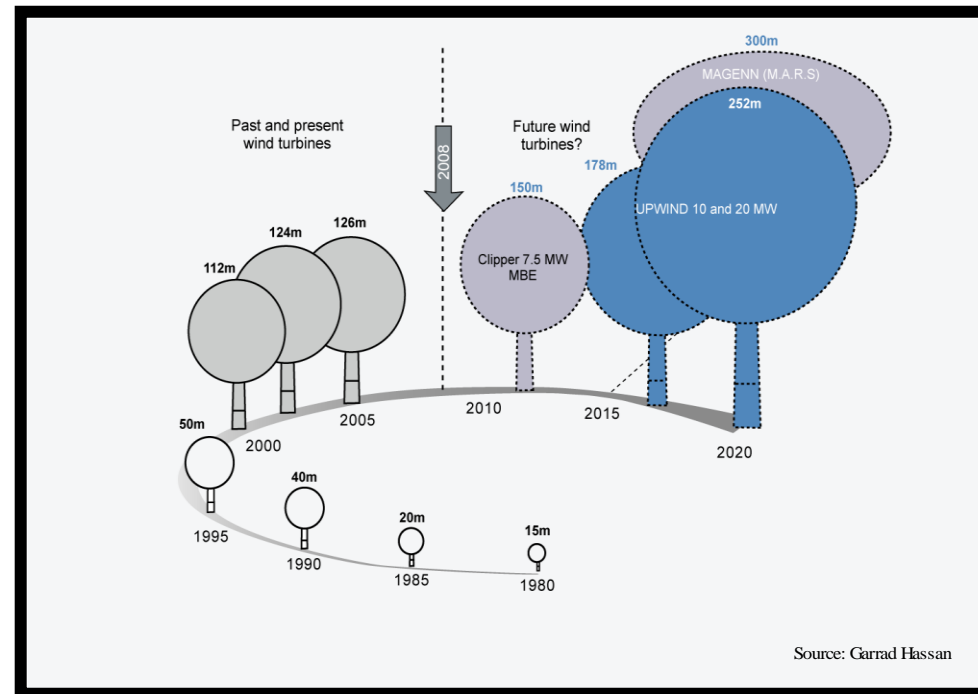 300m
MAGENN (M.A.R.S)
252m
Past and present
wind turbines
2008
Future wind
turbines?
178m
UPWIND 10 and 20 MW
150m
Clipper 7.5 MW
MBE
126m
124m
112m
2010
2015
2005
2000
2020
50m
40m
20m
15m
1995
1990
1985
1980
Source: Garrad Hassan